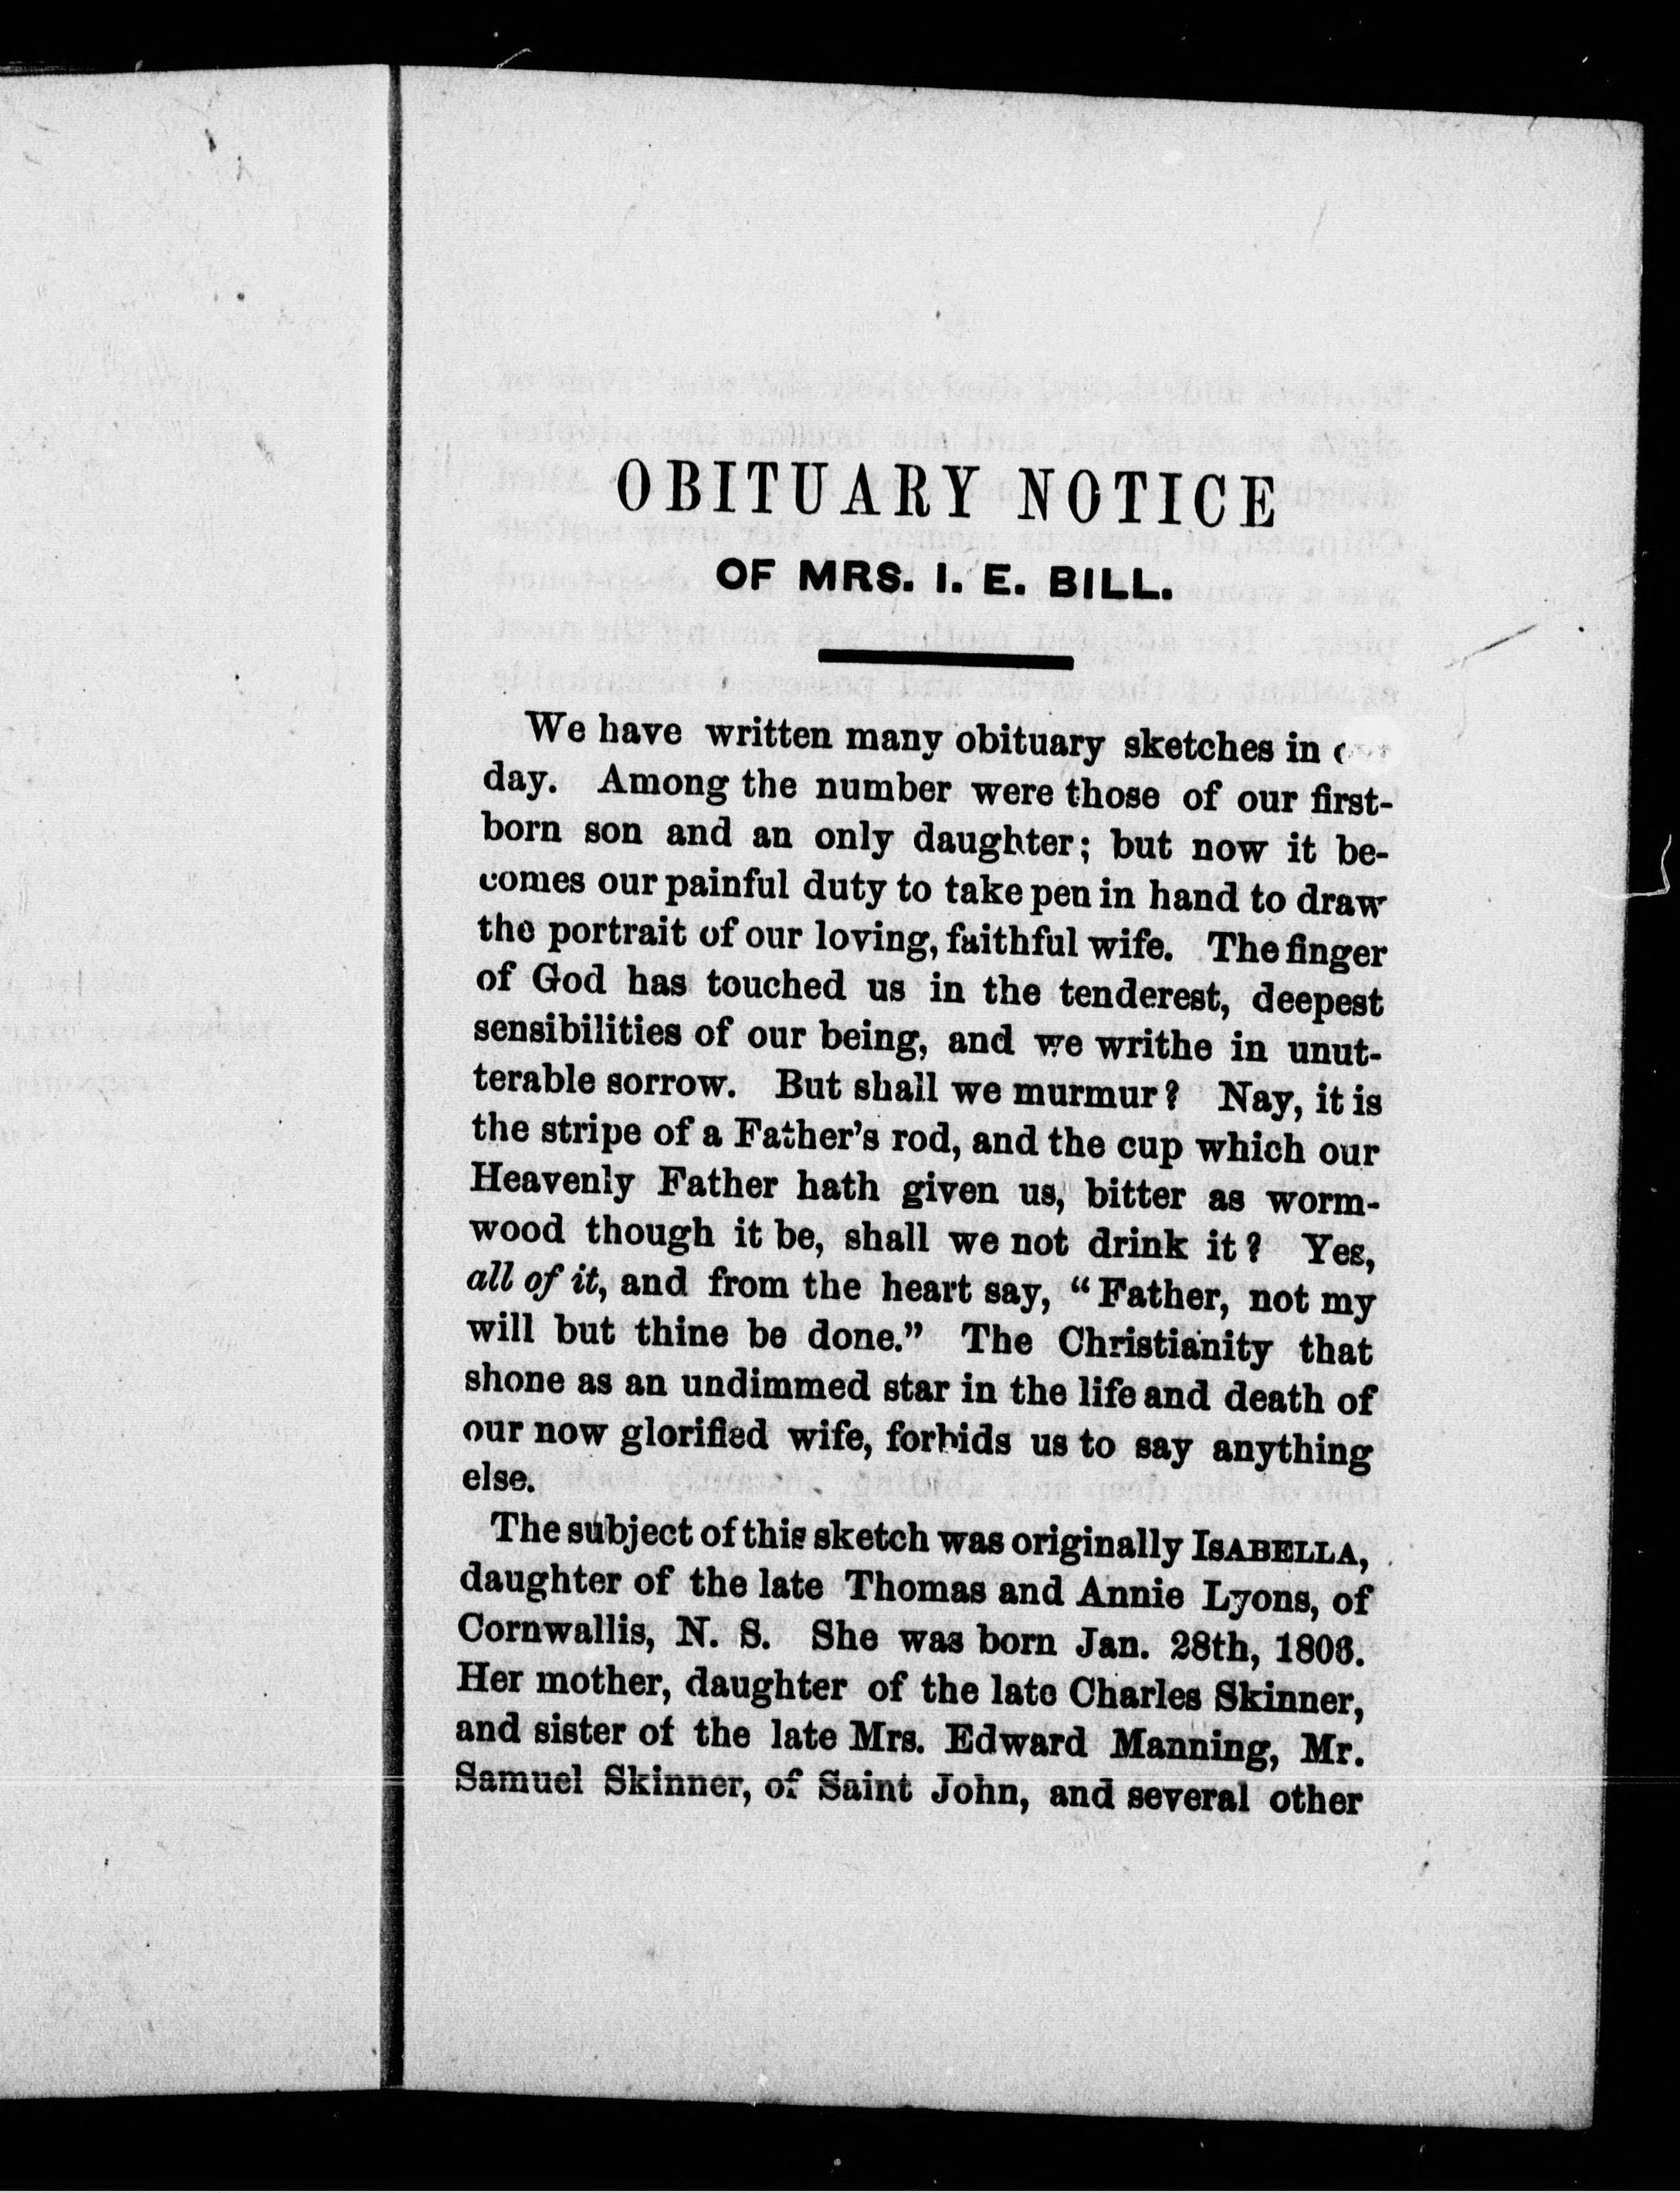 OBITUARY NOTICE
OF MRS. I. E. BILL.
We have written many obituary sketches in
day. Among the number were those of our first-
born son and an only daughter; but now it be-
comes our painful duty to take pen in hand to draw
the portrait of our loving, faithful wife. The finger
of God has touched us in the tenderest, deepest
sensibilities of our being, and we writhe in unut-
terable sorrow. But shall we murmur? Nay, it is
the stripe of a Father's rod, and the cup which our
Heavenly Father hath given us, bitter as worm-
wood though it be, shall we not drink it? Yes,
all of it, and from the heart say, “Father, not my
will but thine be done.” The Christianity that
shone as an undimmed star in the life and death of
our now glorified wife, forbids us to say anything
else.
The subject of this sketch was originally ISABELLA,
daughter of the late Thomas and Annie Lyons, of
Cornwallis, N. S. She was born Jan. 28th, 1806.
Her mother, daughter of the late Charles Skinner,
and sister of the late Mrs. Edward Manning, Mr.
Samuel Skinner, of Saint John, and several other